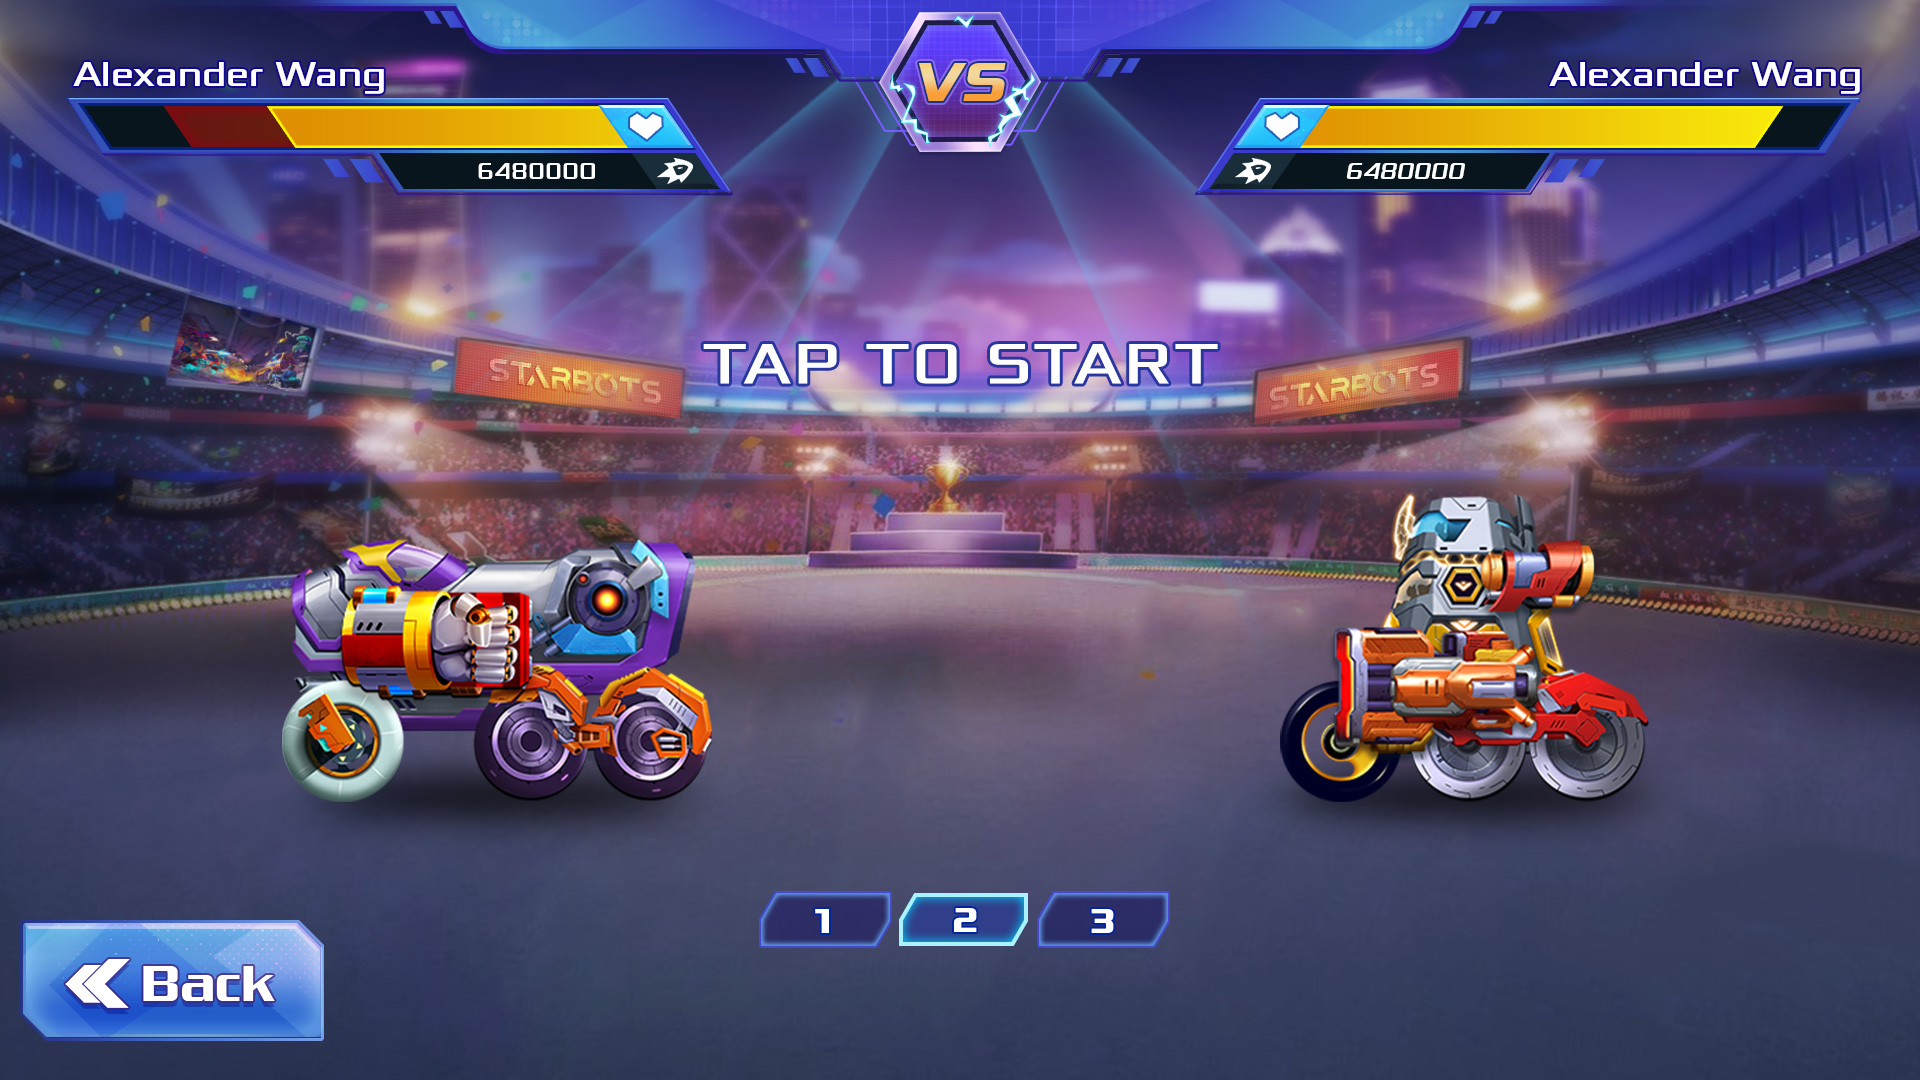 Alexander Wang
VS
Alexander Wang
6480000
6480000
TAP TO START
STARBOTS
STARBOTS
1
2
3
Back